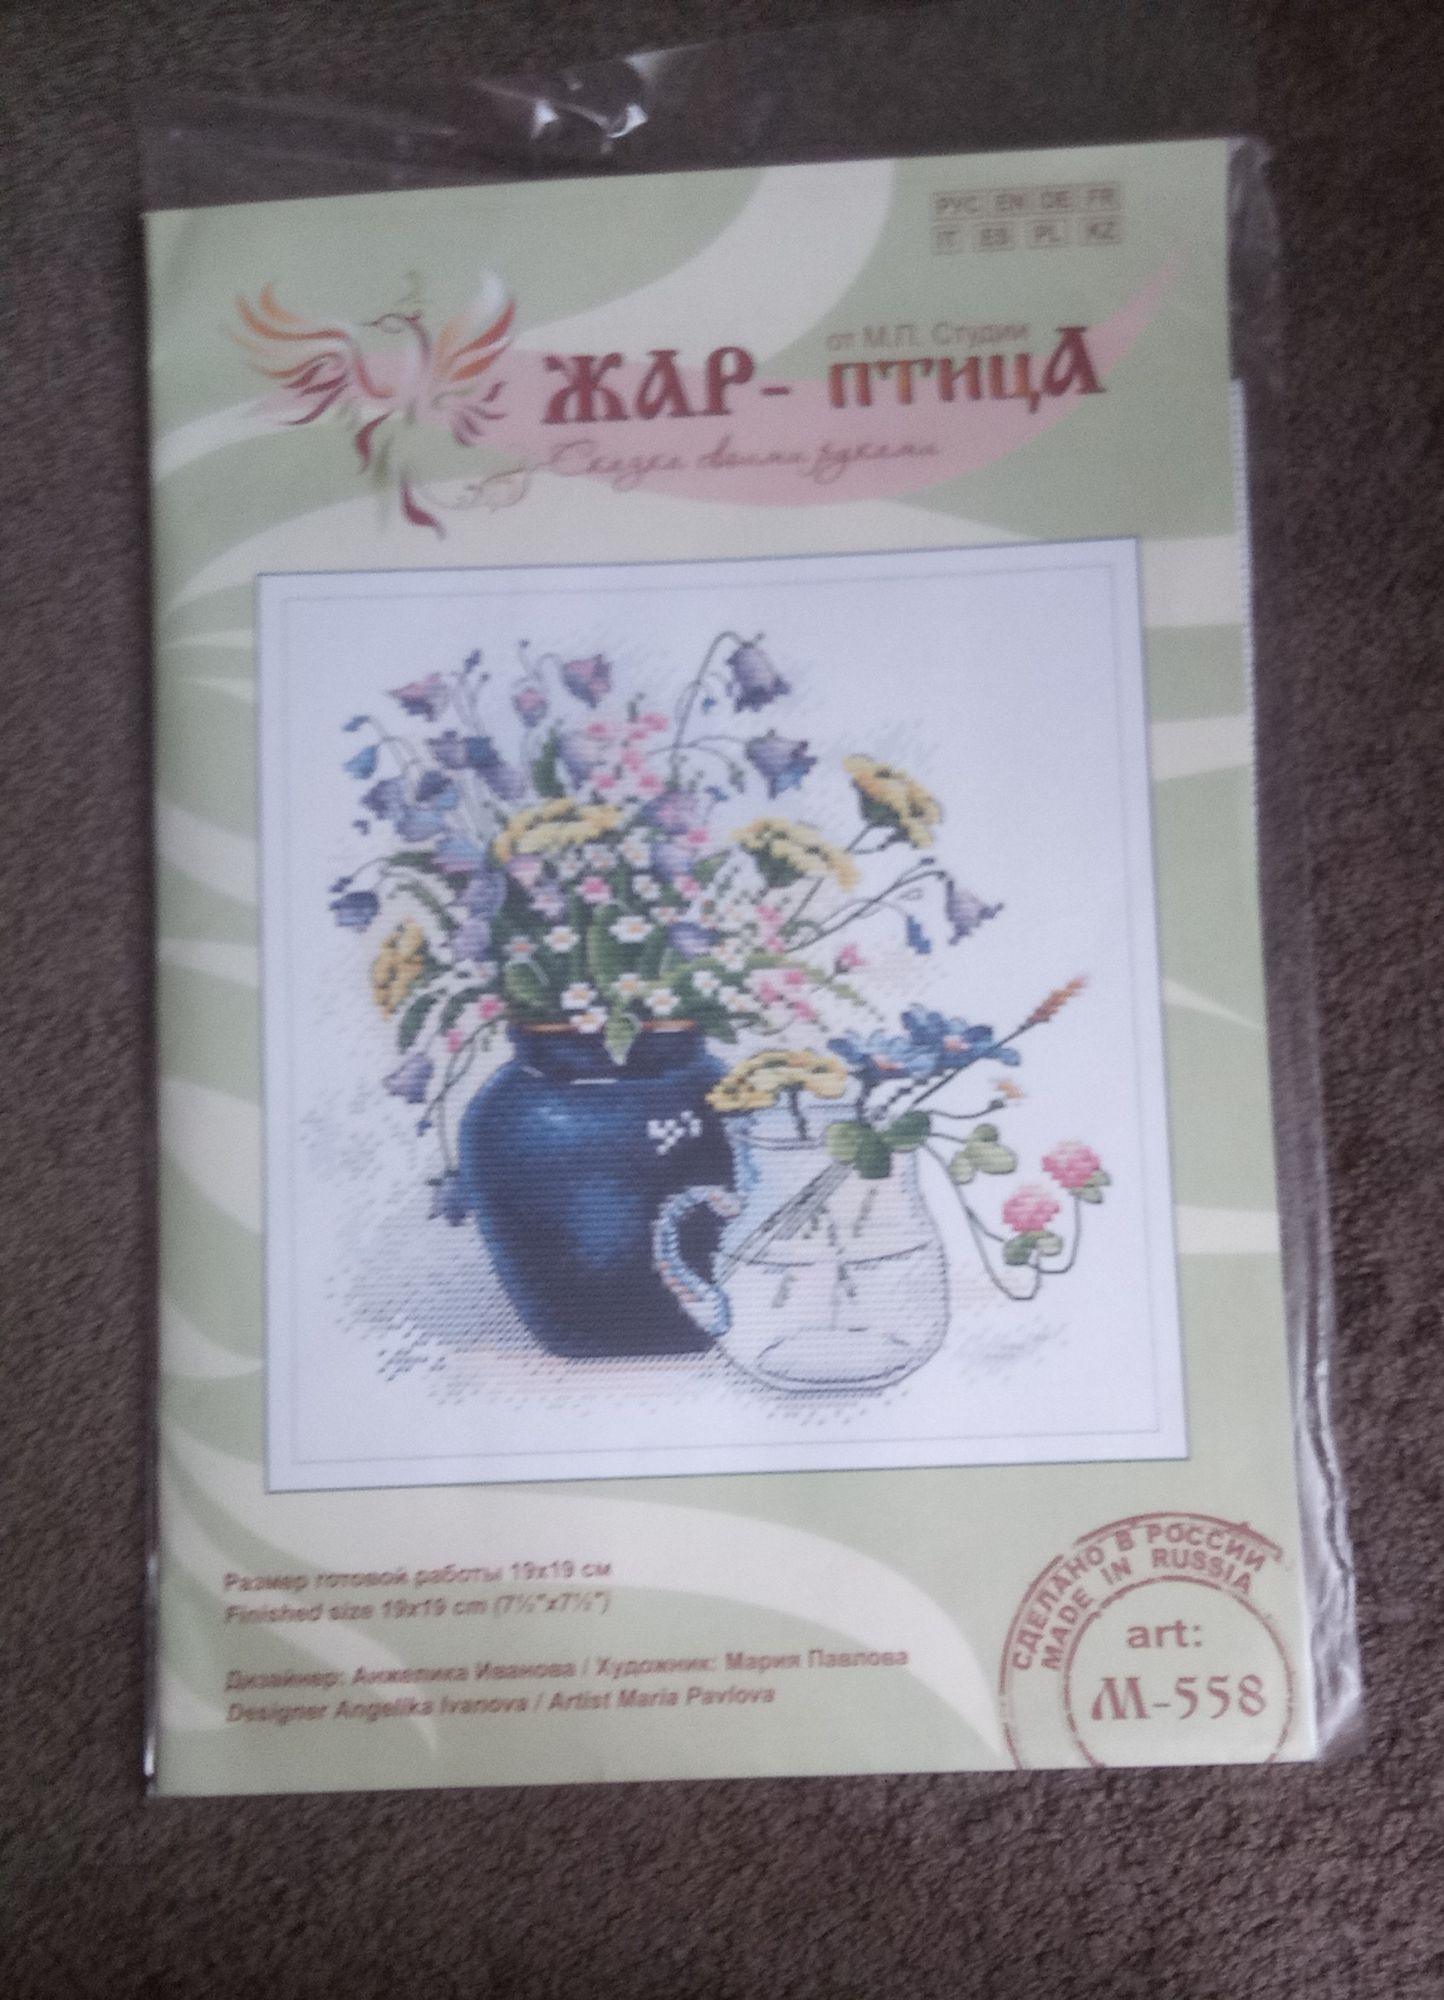 РУС EN DE FR
IT ES PL KZ
от М.П. Студии
ЖАР-ПТИЦА
Сказка своими руками
Размер готовой работы 19х19 см
Finished size 19x19 cm (7½"x7½")
Дизайнер: Анжелика Иванова / Художник: Мария Павлова
Designer Angelika Ivanova / Artist Maria Pavlova
СДЕЛАНО В РОССИИ
MADE IN RUSSIA
art:
М-558